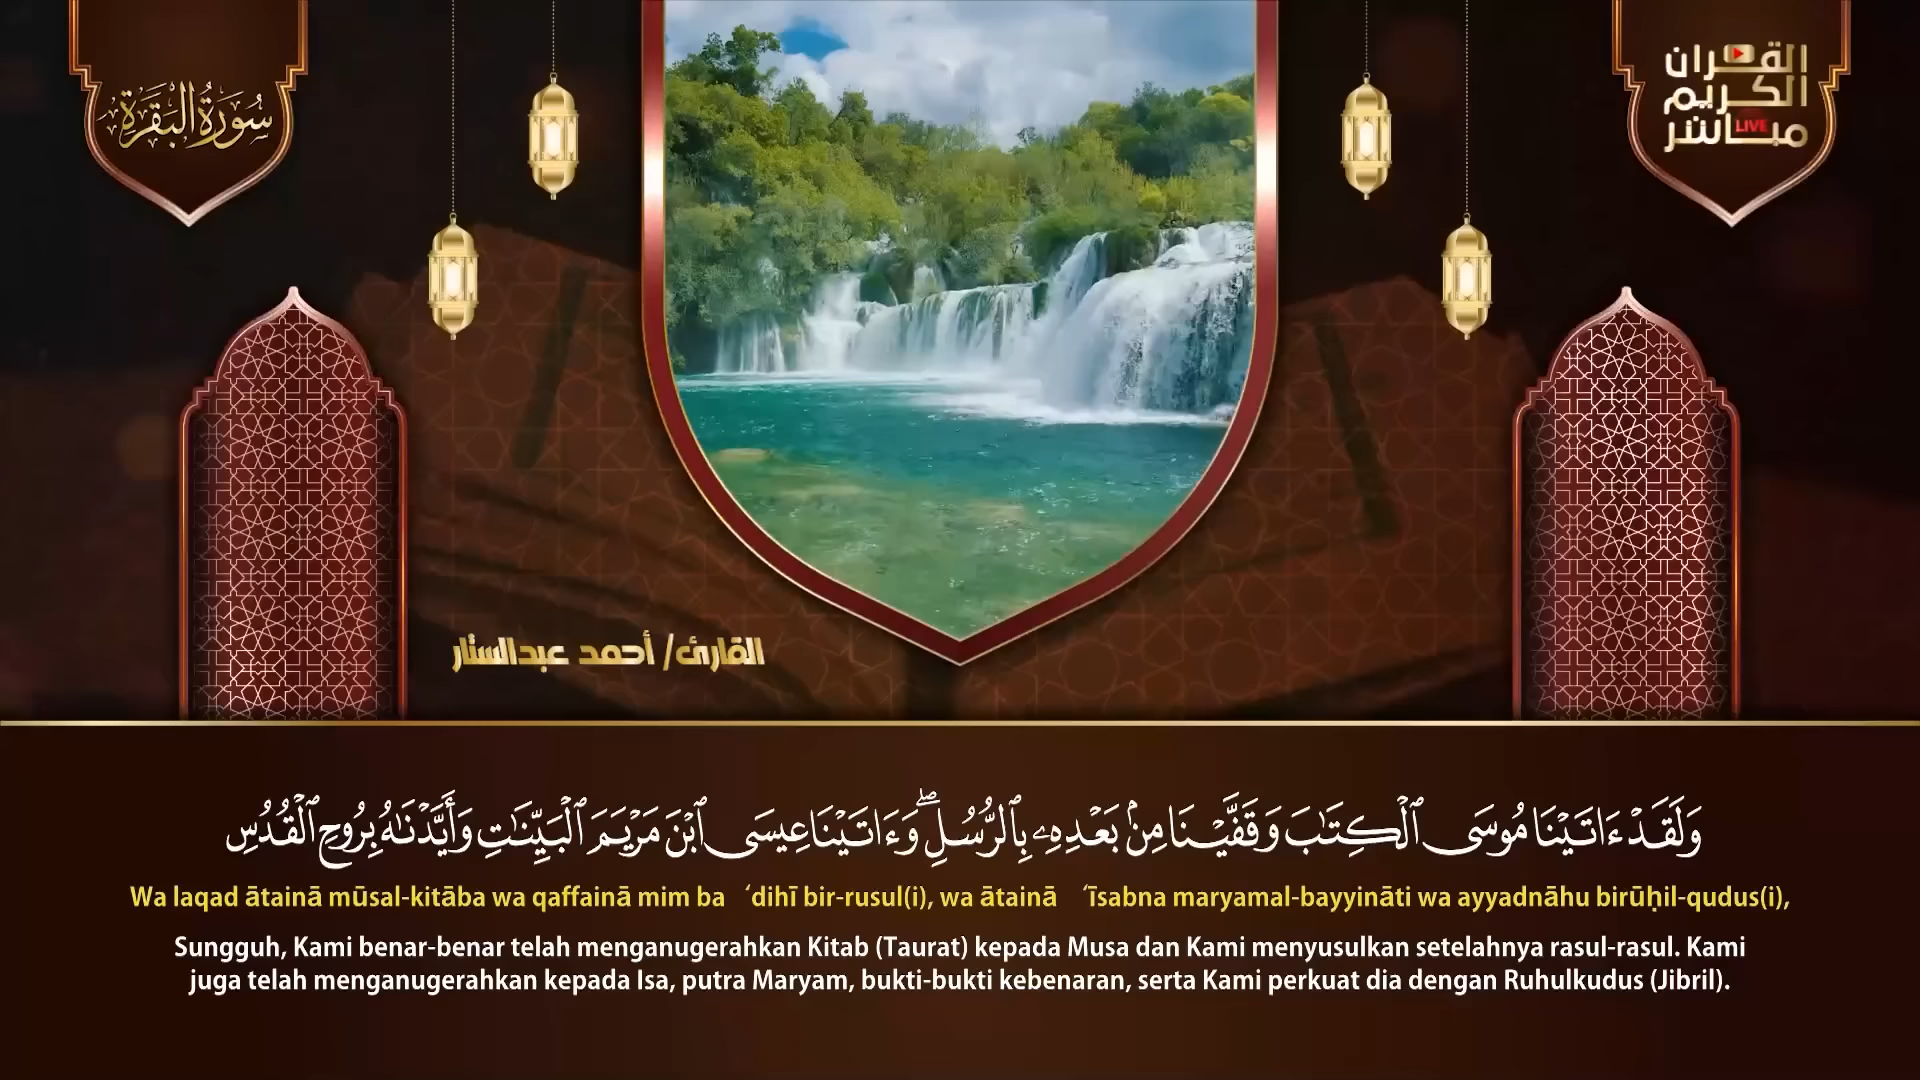 سُورَةُ البَقَرَةِ
القران
الكريم
مباشر
LIVE
القارئ/ أحمد عبدالستار
وَلَقَدْ ءَاتَيْنَا مُوسَى ٱلْكِتَٰبَ وَقَفَّيْنَا مِنۢ بَعْدِهِۦ بِٱلرُّسُلِ ۖ وَءَاتَيْنَا عِيسَى ٱبْنَ مَرْيَمَ ٱلْبَيِّنَٰتِ وَأَيَّدْنَٰهُ بِرُوحِ ٱلْقُدُسِ
Wa laqad ātainā mūsal-kitāba wa qaffainā mim ba‘dihī bir-rusul(i), wa ātainā ‘īsabna maryamal-bayyināti wa ayyadnāhu birūḥil-qudus(i),
Sungguh, Kami benar-benar telah menganugerahkan Kitab (Taurat) kepada Musa dan Kami menyusulkan setelahnya rasul-rasul. Kami
juga telah menganugerahkan kepada Isa, putra Maryam, bukti-bukti kebenaran, serta Kami perkuat dia dengan Ruhulkudus (Jibril).